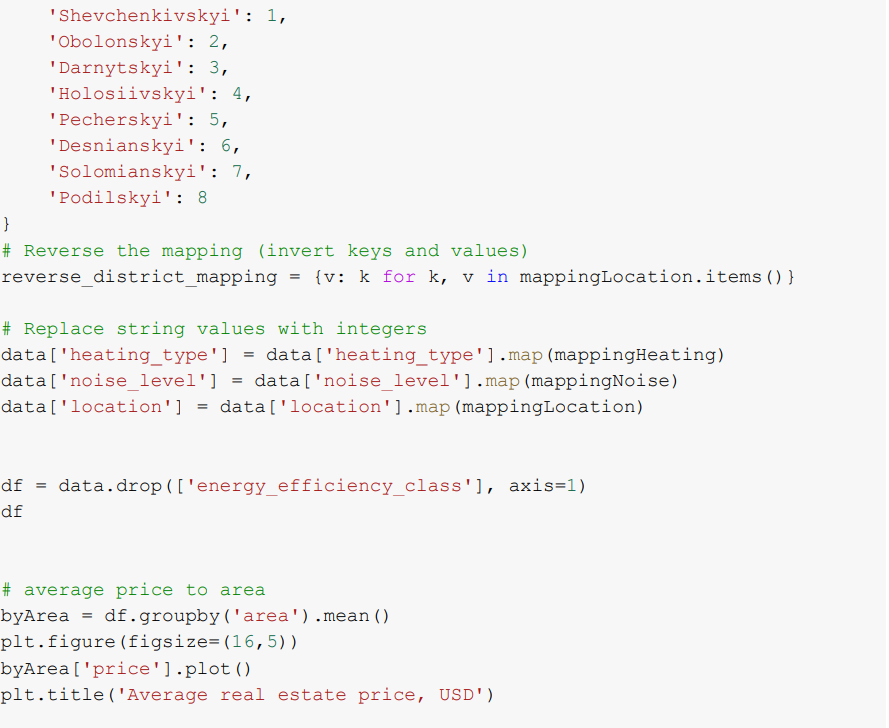 'Shevchenkivskyi': 1,
'Obolonskyi': 2,
'Darnytskyi': 3,
'Holosiivskyi': 4,
'Pecherskyi': 5,
'Desnianskyi': 6,
'Solomianskyi': 7,
'Podilskyi': 8
}
# Reverse the mapping (invert keys and values)
reverse_district_mapping = {v: k for k, v in mappingLocation.items()}
# Replace string values with integers
data['heating_type'] = data['heating_type'].map(mappingHeating)
data['noise_level'] = data['noise_level'].map(mappingNoise)
data['location'] = data['location'].map(mappingLocation)
df = data.drop(['energy_efficiency_class'], axis=1)
df
# average price to area
byArea = df.groupby('area').mean()
plt.figure(figsize=(16,5))
byArea['price'].plot()
plt.title('Average real estate price, USD')